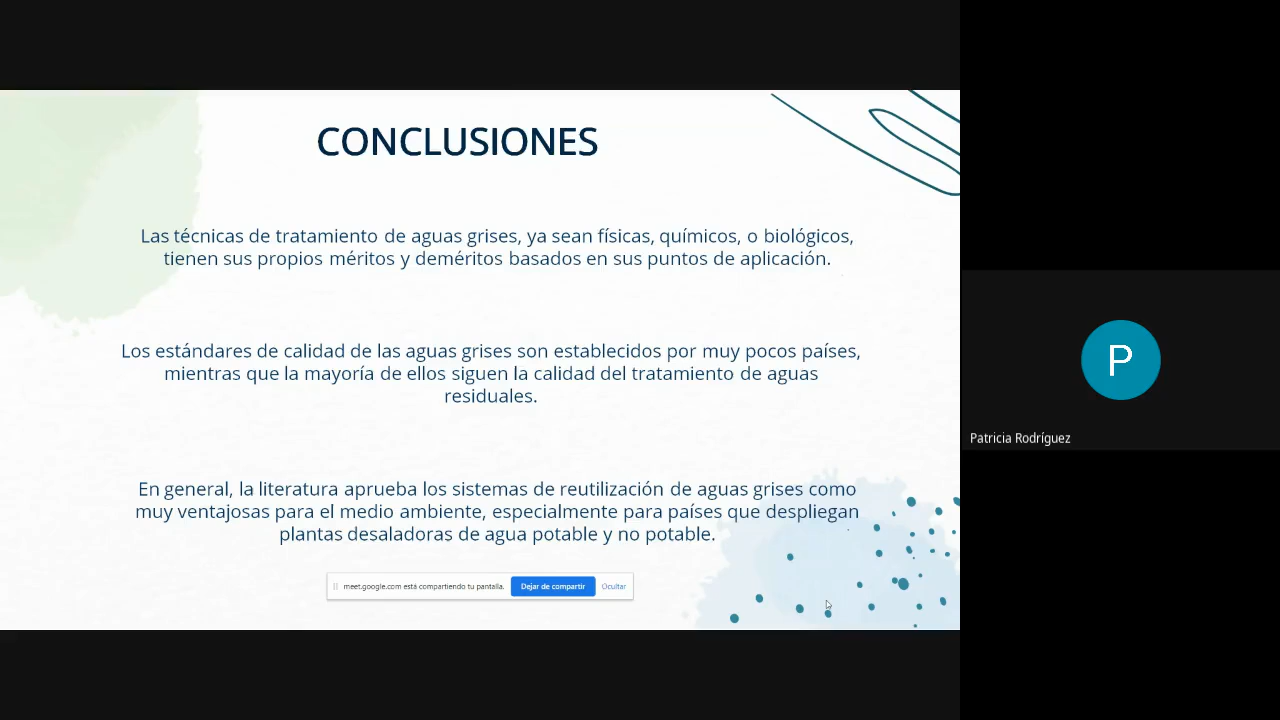 CONCLUSIONES
Las técnicas de tratamiento de aguas grises, ya sean físicas, químicos, o biológicos,
tienen sus propios méritos y deméritos basados en sus puntos de aplicación.
Los estándares de calidad de las aguas grises son establecidos por muy pocos países,
mientras que la mayoría de ellos siguen la calidad del tratamiento de aguas
residuales.
En general, la literatura aprueba los sistemas de reutilización de aguas grises como
muy ventajosas para el medio ambiente, especialmente para países que despliegan
plantas desaladoras de agua potable y no potable.
meet.google.com está compartiendo tu pantalla. Dejar de compartir Ocultar
P
Patricia Rodríguez